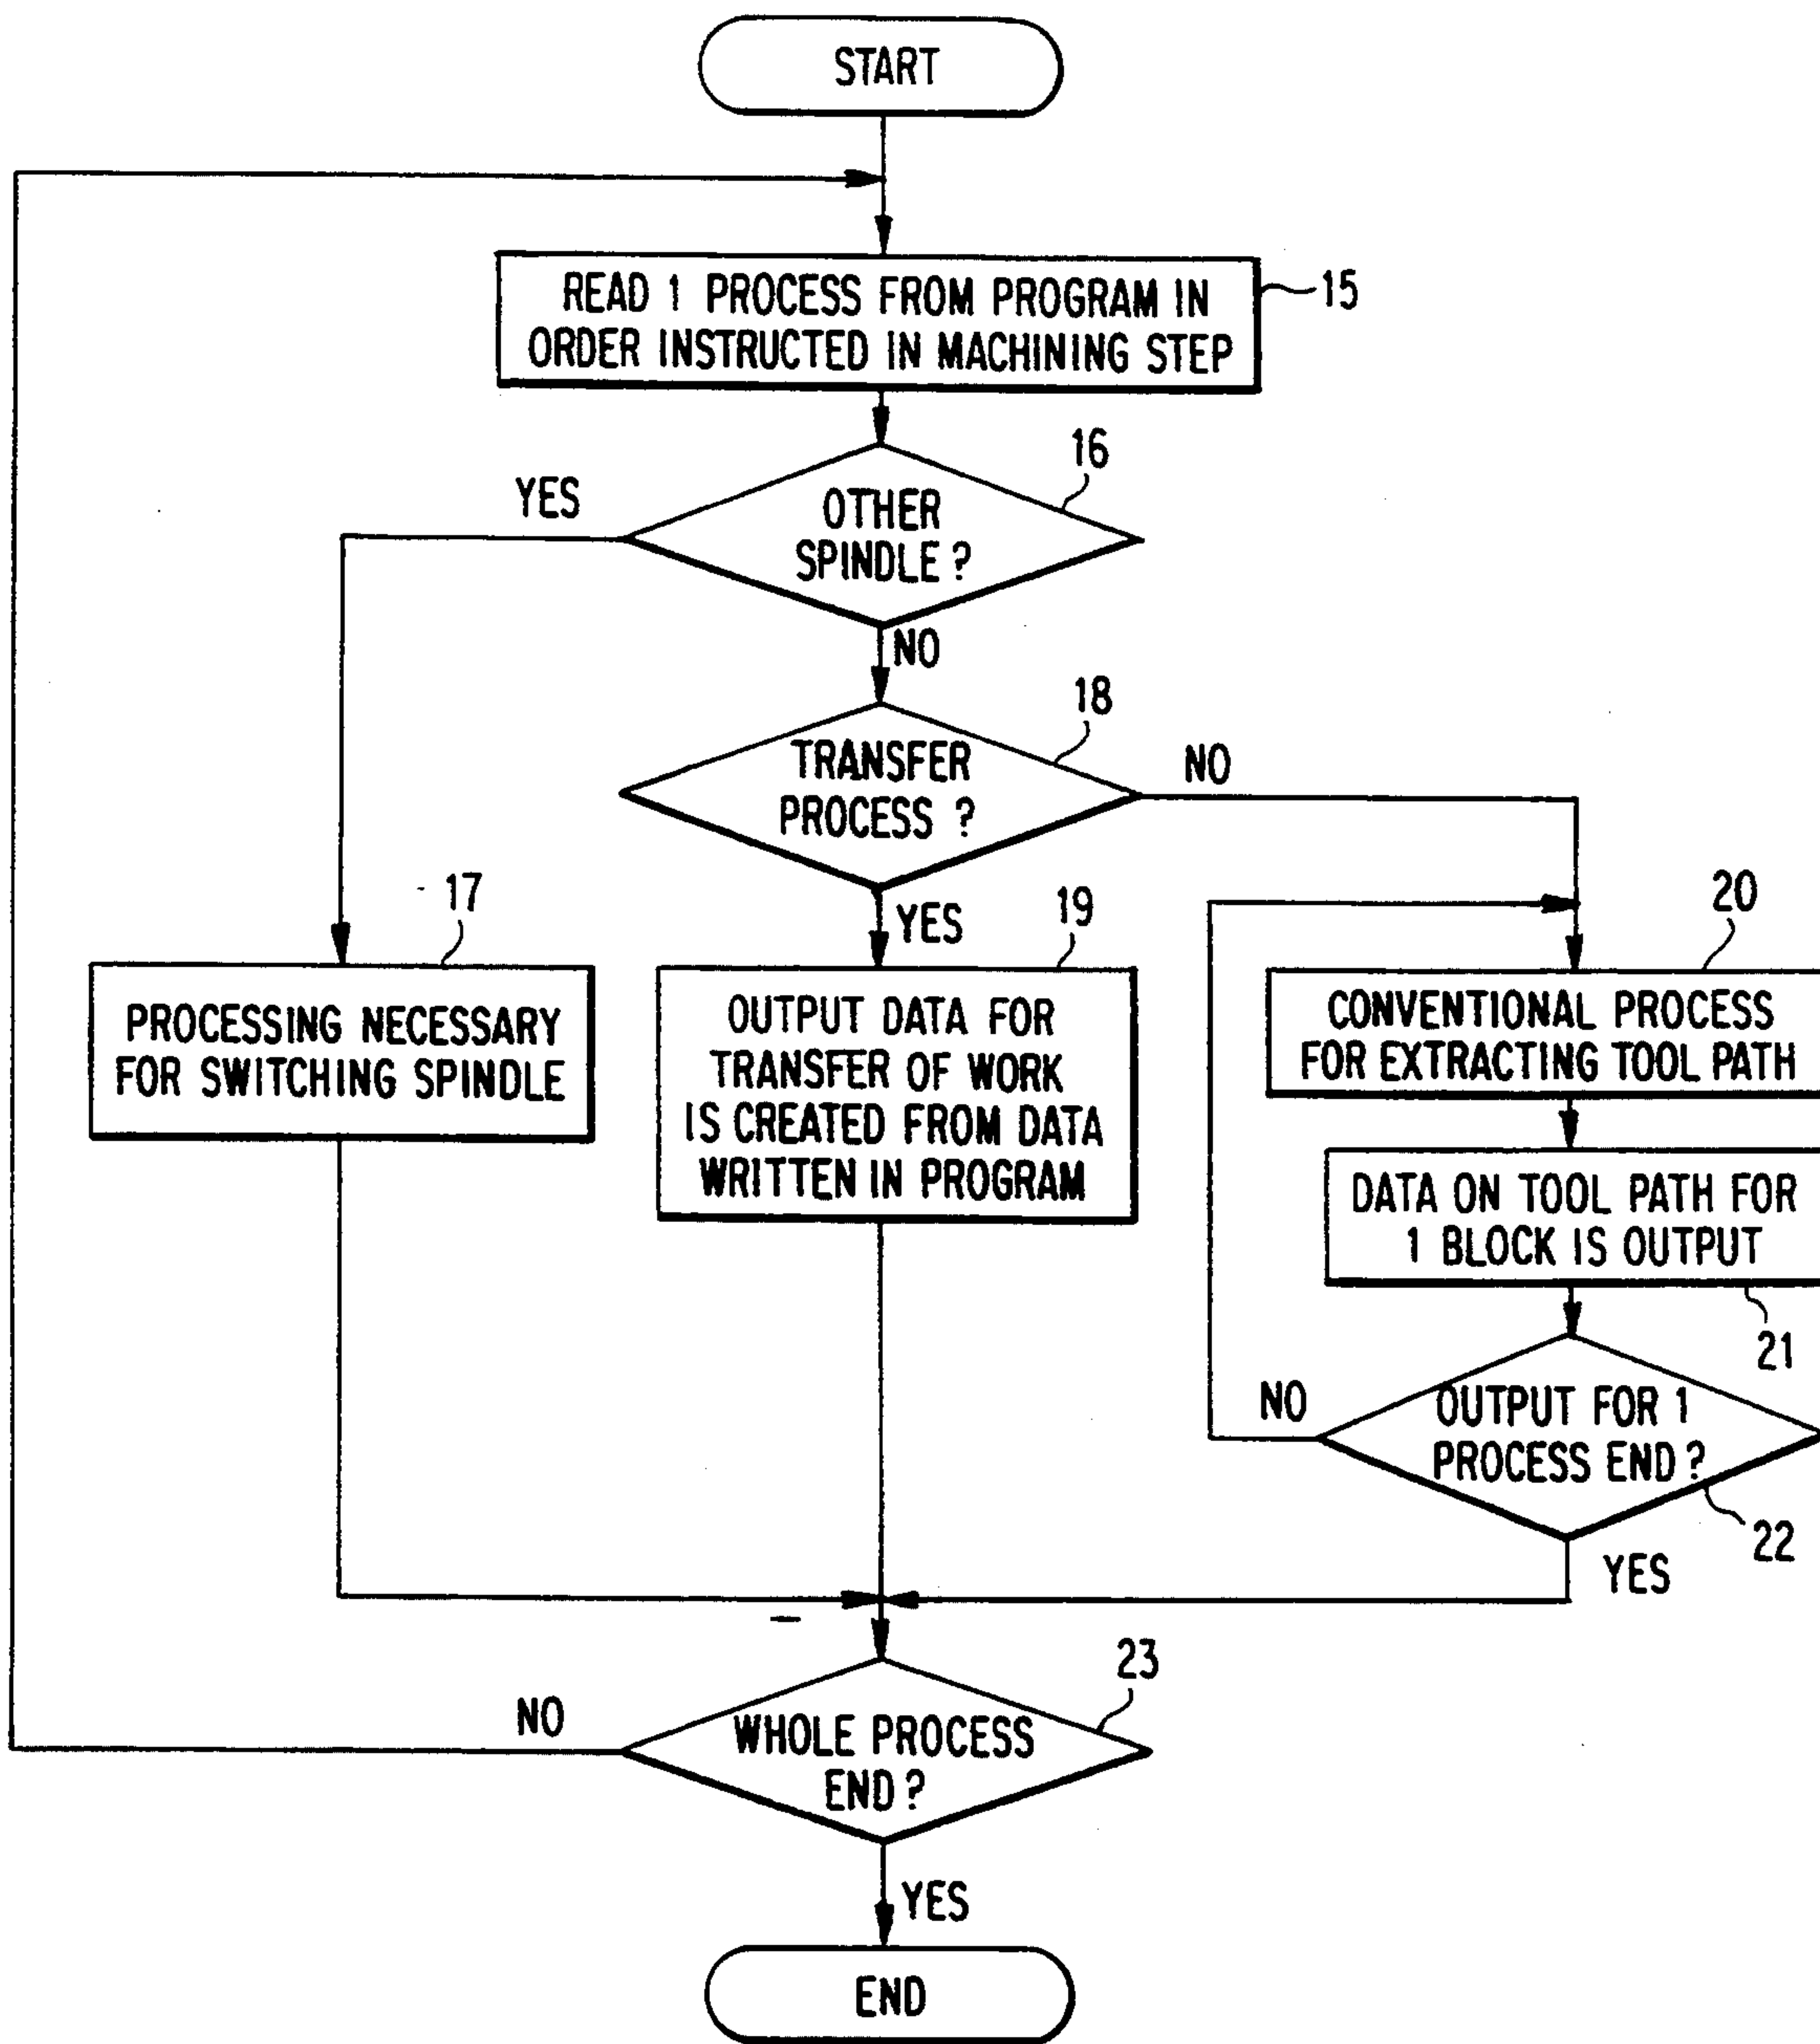 START
READ 1 PROCESS FROM PROGRAM IN
ORDER INSTRUCTED IN MACHINING STEP
15
16
YES
OTHER
SPINDLE ?
NO
18
TRANSFER
PROCESS ?
NO
17
YES
19
20
PROCESSING NECESSARY
FOR SWITCHING SPINDLE
OUTPUT DATA FOR
TRANSFER OF WORK
IS CREATED FROM DATA
WRITTEN IN PROGRAM
CONVENTIONAL PROCESS
FOR EXTRACTING TOOL PATH
DATA ON TOOL PATH FOR
1 BLOCK IS OUTPUT
21
NO
OUTPUT FOR 1
PROCESS END ?
22
YES
23
NO
WHOLE PROCESS
END ?
YES
END